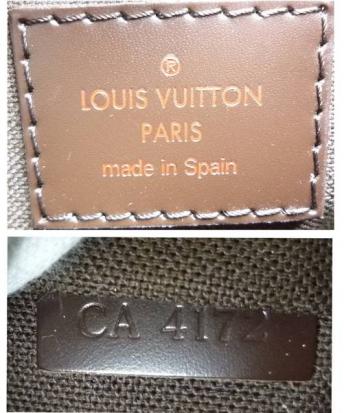 ®
LOUIS VUITTON
PARIS
made in Spain
CA 4172